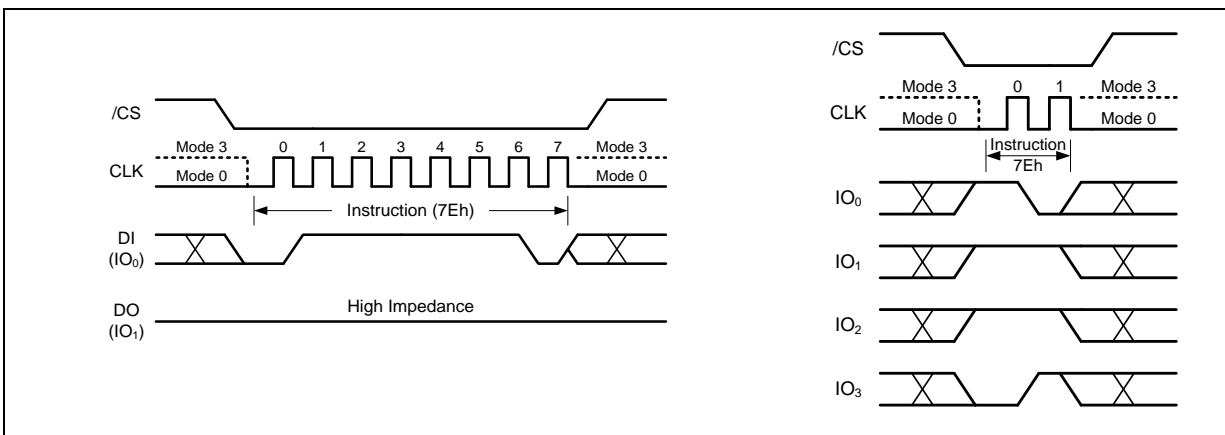 /CS
Mode 3 0 1 2 3 4 5 6 7 Mode 3
CLK
Mode 0 Mode 0
Instruction (7Eh)
DI
(IO₀)
High Impedance
DO
(IO₁)
/CS
Mode 3 0 1 Mode 3
CLK
Mode 0 Mode 0
Instruction
7Eh
IO₀
IO₁
IO₂
IO₃